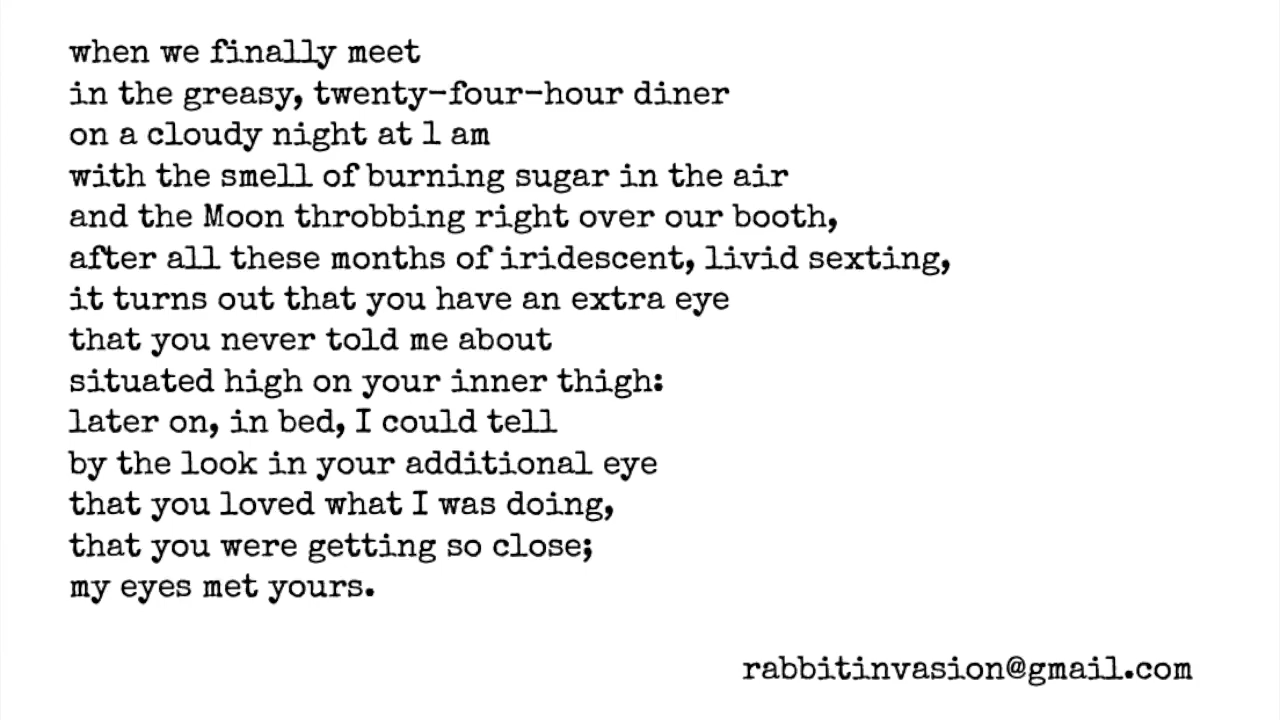 when we finally meet
in the greasy, twenty-four-hour diner
on a cloudy night at 1 am
with the smell of burning sugar in the air
and the Moon throbbing right over our booth,
after all these months of iridescent, livid sexting,
it turns out that you have an extra eye
that you never told me about
situated high on your inner thigh:
later on, in bed, I could tell
by the look in your additional eye
that you loved what I was doing,
that you were getting so close;
my eyes met yours.
rabbitinvasion@gmail.com